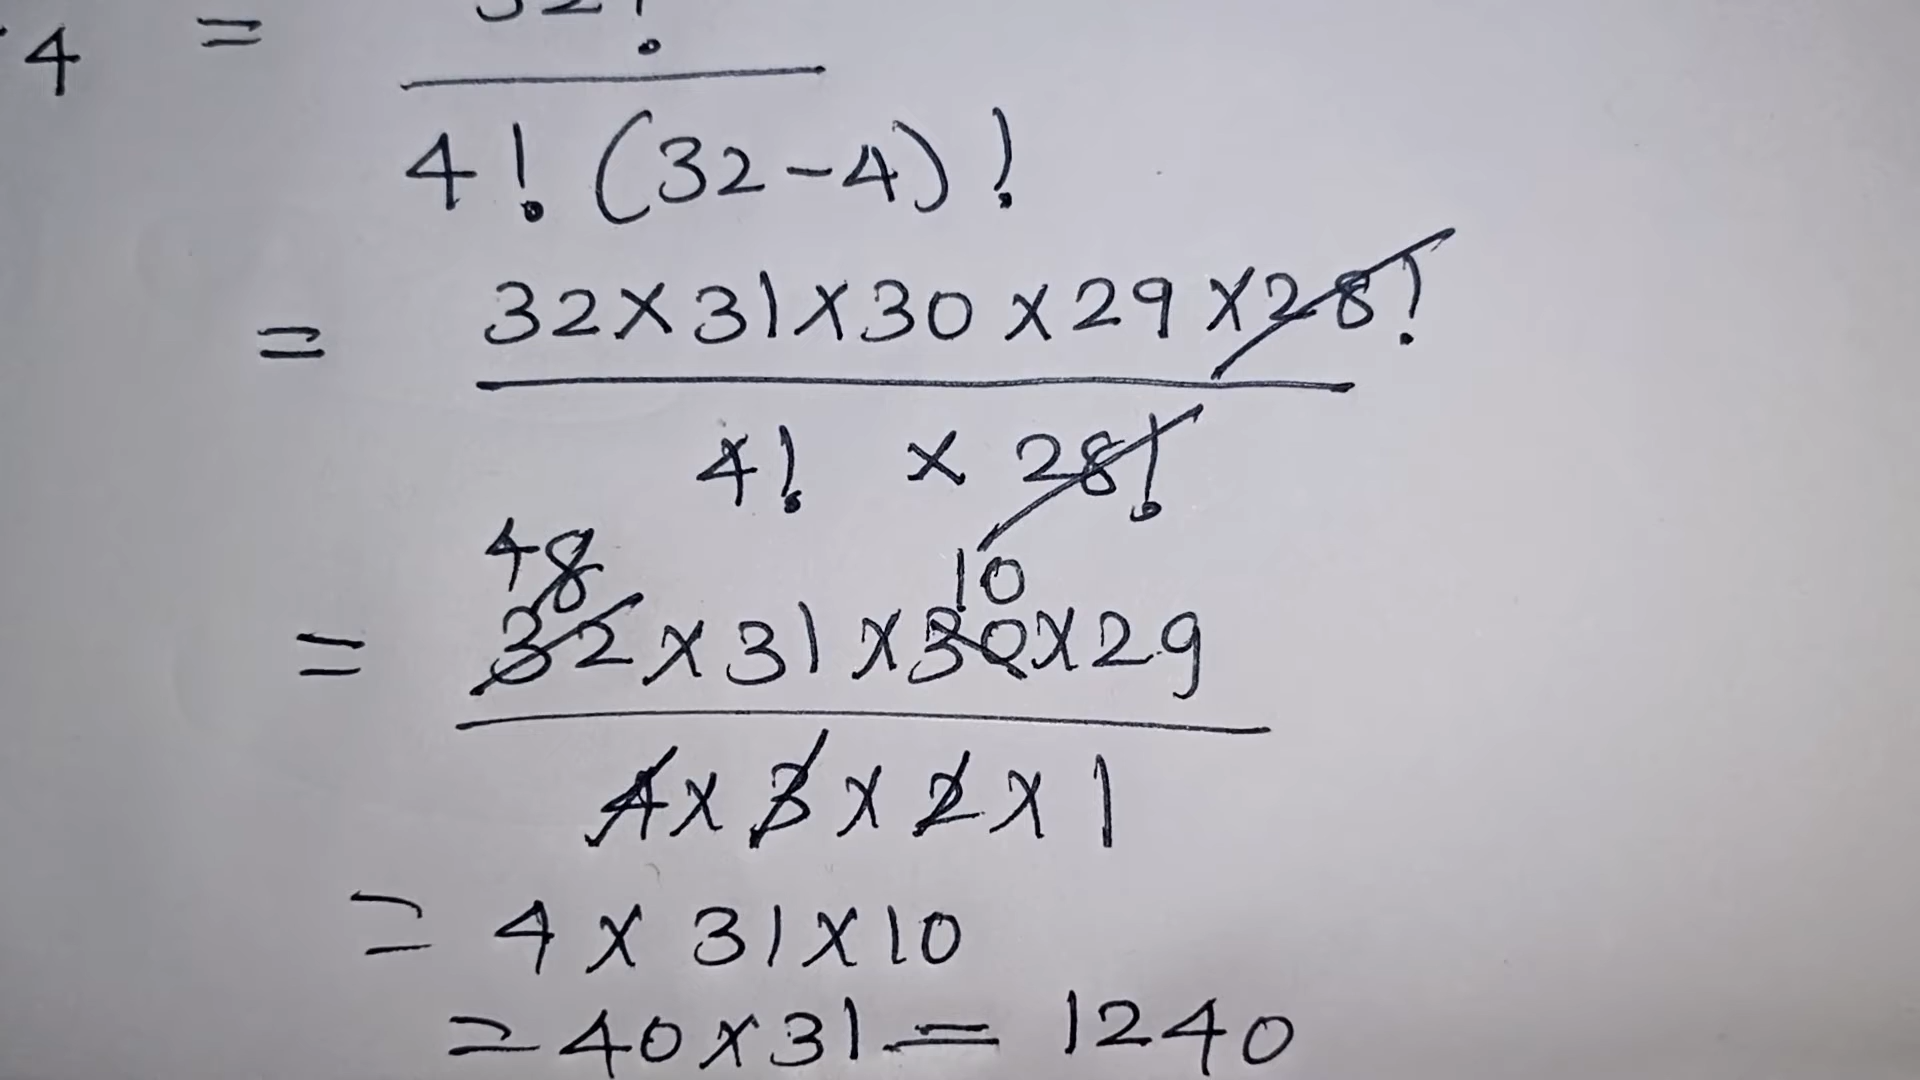 4 = 32!
4! (32-4)!
= 32 x 31 x 30 x 29 x 28!
4! x 28!
4 8 10
= 32 x 31 x 30 x 29
4 x 3 x 2 x 1
= 4 x 31 x 10
= 40 x 31 = 1240